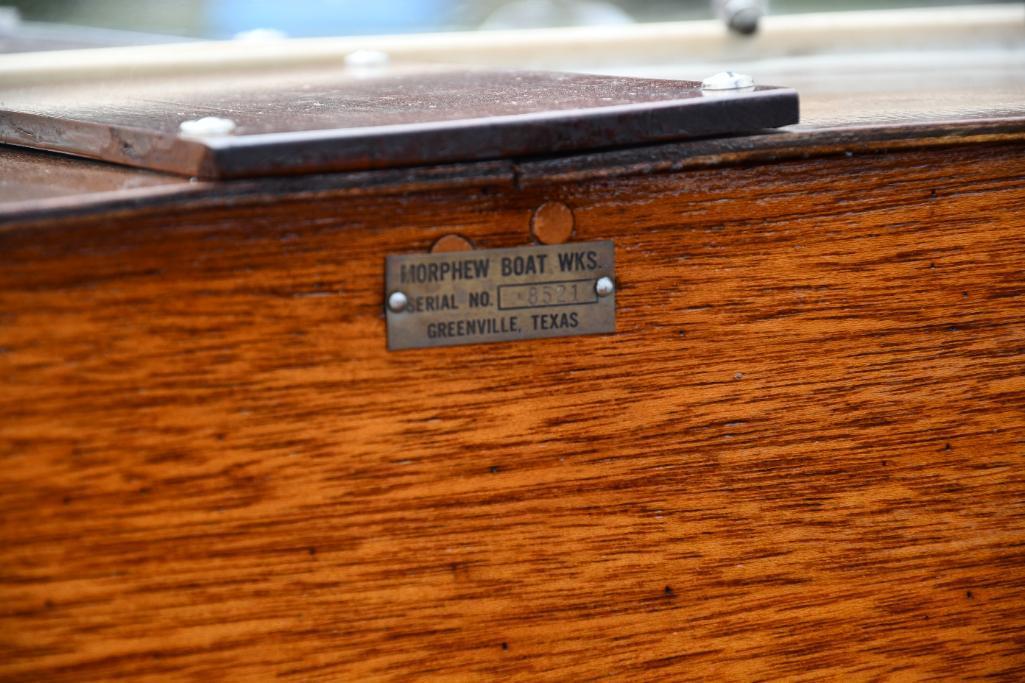 MORPHEW BOAT WKS.
SERIAL NO. 8521
GREENVILLE, TEXAS